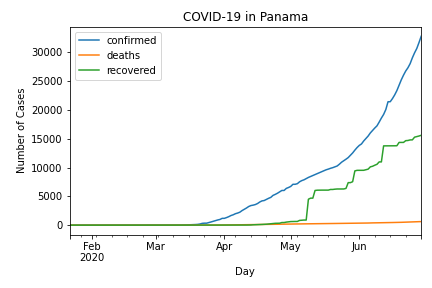 COVID-19 in Panama
confirmed
deaths
recovered
Number of Cases
30000
25000
20000
15000
10000
5000
0
Feb Mar Apr May Jun
2020
Day